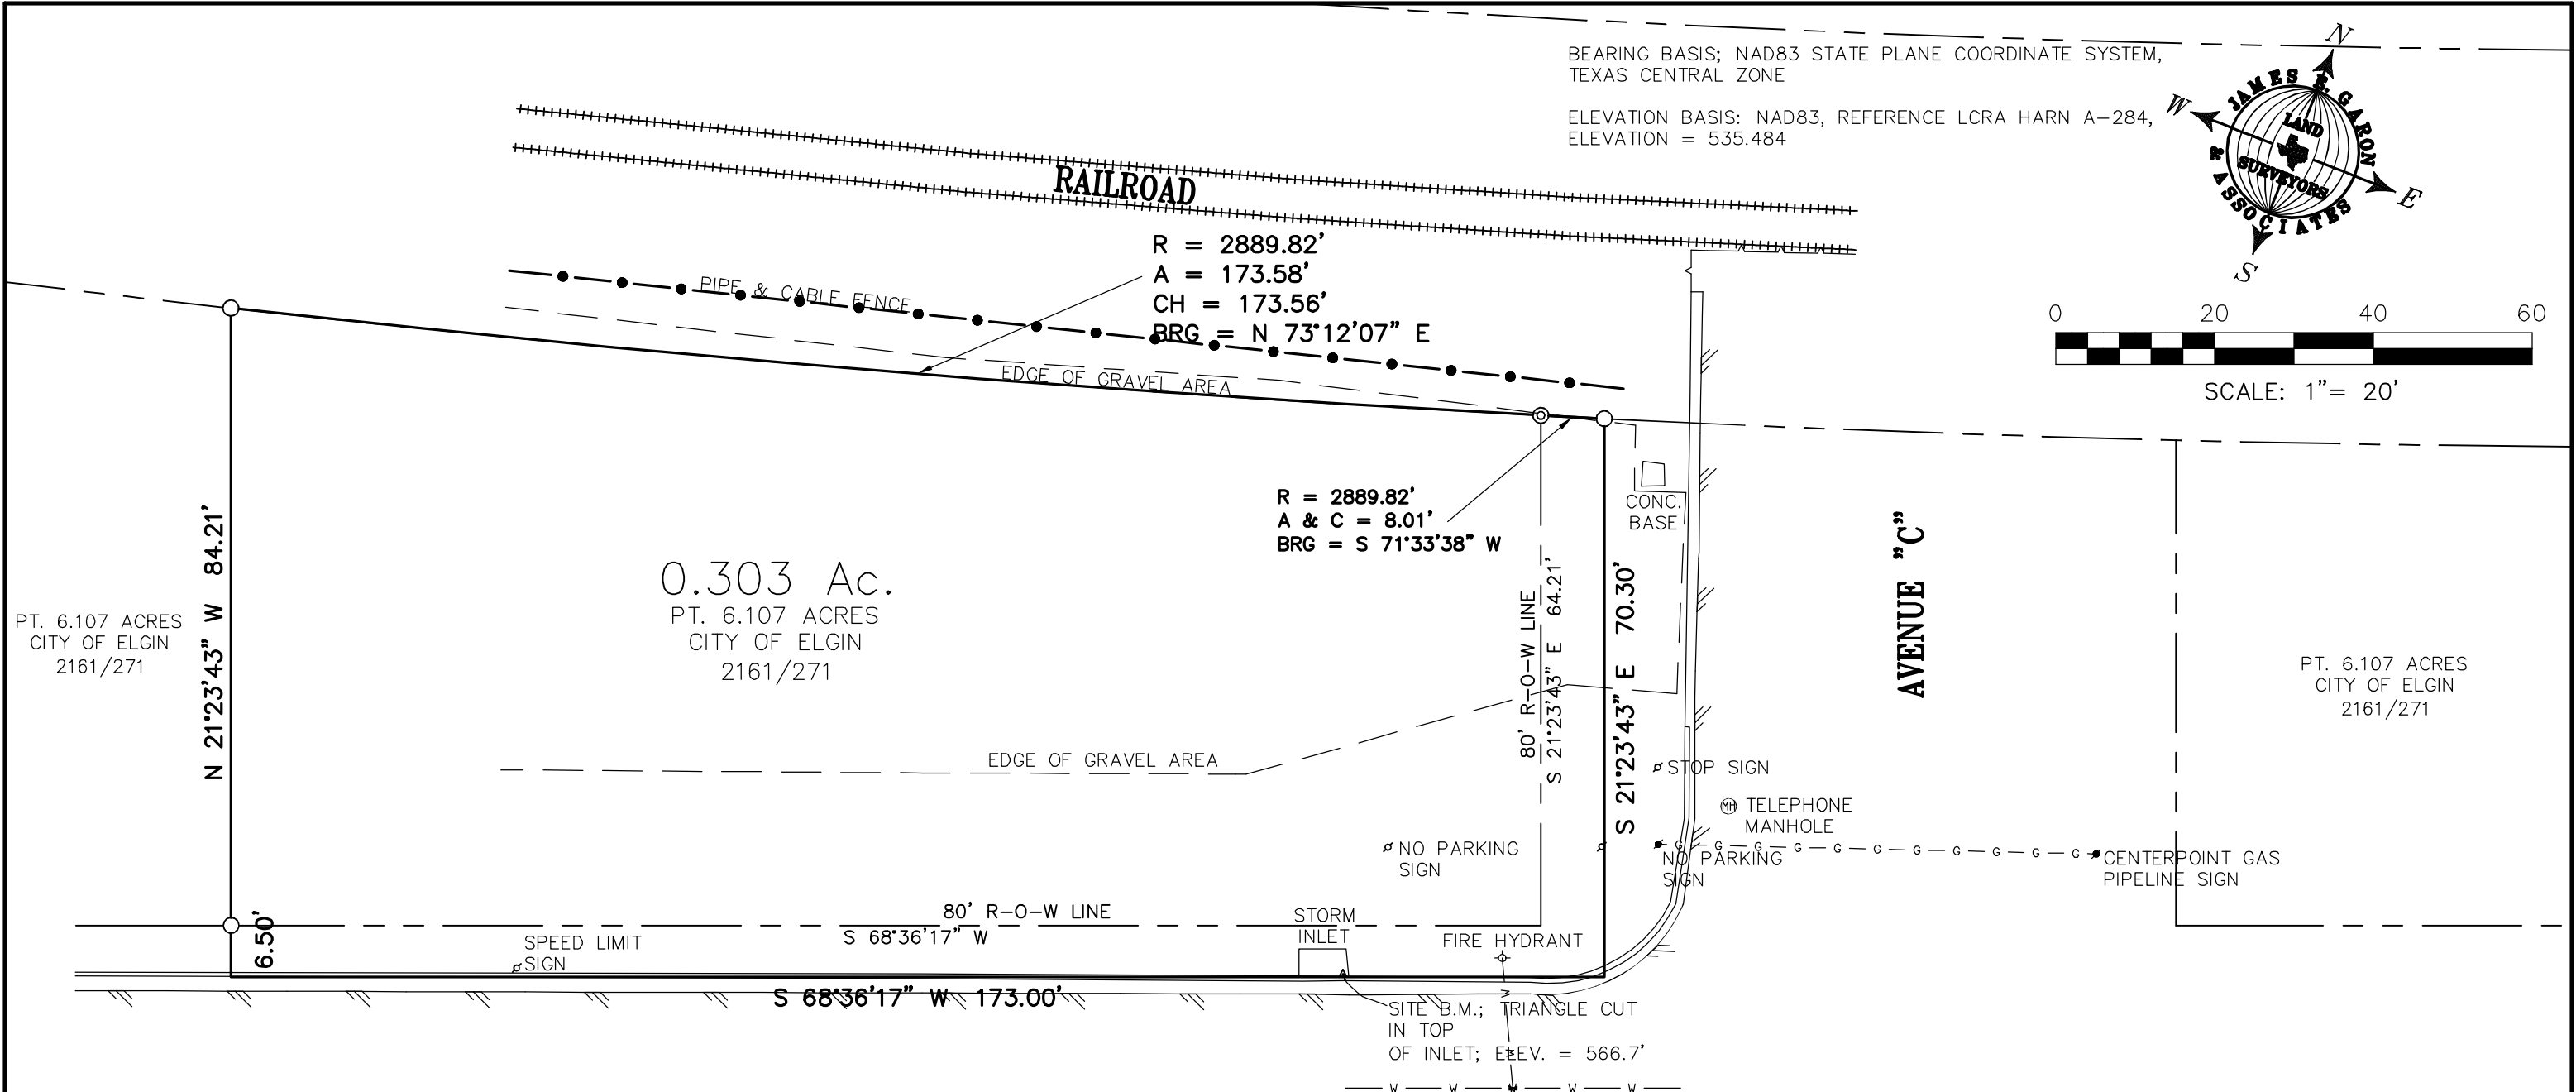 BEARING BASIS; NAD83 STATE PLANE COORDINATE SYSTEM,
TEXAS CENTRAL ZONE
ELEVATION BASIS: NAD83, REFERENCE LCRA HARN A-284,
ELEVATION = 535.484
N
W
E
S
JAMES E. GARON
& ASSOCIATES
LAND
SURVEYORS
RAILROAD
R = 2889.82'
A = 173.58'
CH = 173.56'
BRG = N 73°12'07" E
PIPE & CABLE FENCE
EDGE OF GRAVEL AREA
0 20 40 60
SCALE: 1"= 20'
R = 2889.82'
A & C = 8.01'
BRG = S 71°33'38" W
CONC.
BASE
N 21°23'43" W 84.21'
0.303 Ac.
PT. 6.107 ACRES
CITY OF ELGIN
2161/271
PT. 6.107 ACRES
CITY OF ELGIN
2161/271
80' R-O-W LINE
S 21°23'43" E 64.21'
S 21°23'43" E 70.30'
AVENUE "C"
PT. 6.107 ACRES
CITY OF ELGIN
2161/271
EDGE OF GRAVEL AREA
STOP SIGN
MH TELEPHONE
MANHOLE
NO PARKING
SIGN
NO PARKING
SIGN
G G G G G G G G G G
CENTERPOINT GAS
PIPELINE SIGN
80' R-O-W LINE
S 68°36'17" W
6.50'
SPEED LIMIT
SIGN
STORM
INLET
FIRE HYDRANT
S 68°36'17" W 173.00'
SITE B.M.; TRIANGLE CUT
IN TOP
OF INLET; ELEV. = 566.7'
W W
W W W W W